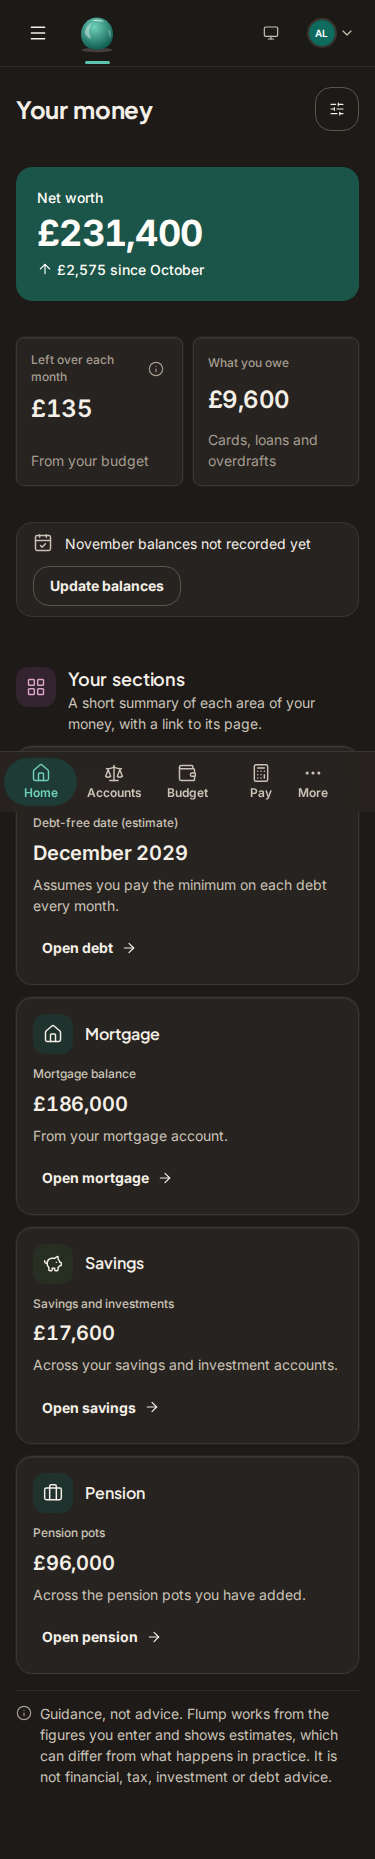 AL
Your money
Net worth
£231,400
↑ £2,575 since October
Left over each
month
£135
From your budget
What you owe
£9,600
Cards, loans and
overdrafts
November balances not recorded yet
Update balances
Your sections
A short summary of each area of your
money, with a link to its page.
Home
Accounts
Budget
Pay
More
Debt-free date (estimate)
December 2029
Assumes you pay the minimum on each debt
every month.
Open debt →
Mortgage
Mortgage balance
£186,000
From your mortgage account.
Open mortgage →
Savings
Savings and investments
£17,600
Across your savings and investment accounts.
Open savings →
Pension
Pension pots
£96,000
Across the pension pots you have added.
Open pension →
Guidance, not advice. Flump works from the
figures you enter and shows estimates, which
can differ from what happens in practice. It is
not financial, tax, investment or debt advice.